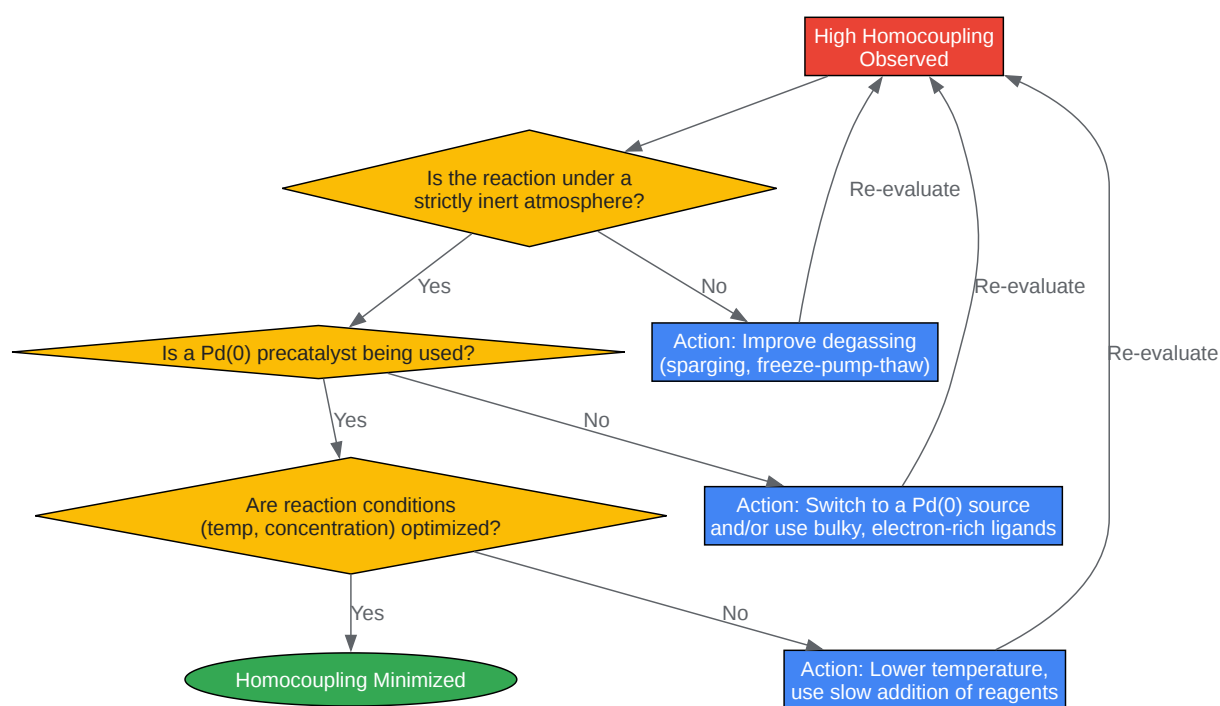 High Homocoupling
Observed
Is the reaction under a
strictly inert atmosphere?
Re-evaluate
Yes
No
Re-evaluate
Is a Pd(0) precatalyst being used?
Action: Improve degassing
(sparging, freeze-pump-thaw)
Re-evaluate
Yes
No
Are reaction conditions
(temp, concentration) optimized?
Action: Switch to a Pd(0) source
and/or use bulky, electron-rich ligands
Yes
No
Homocoupling Minimized
Action: Lower temperature,
use slow addition of reagents